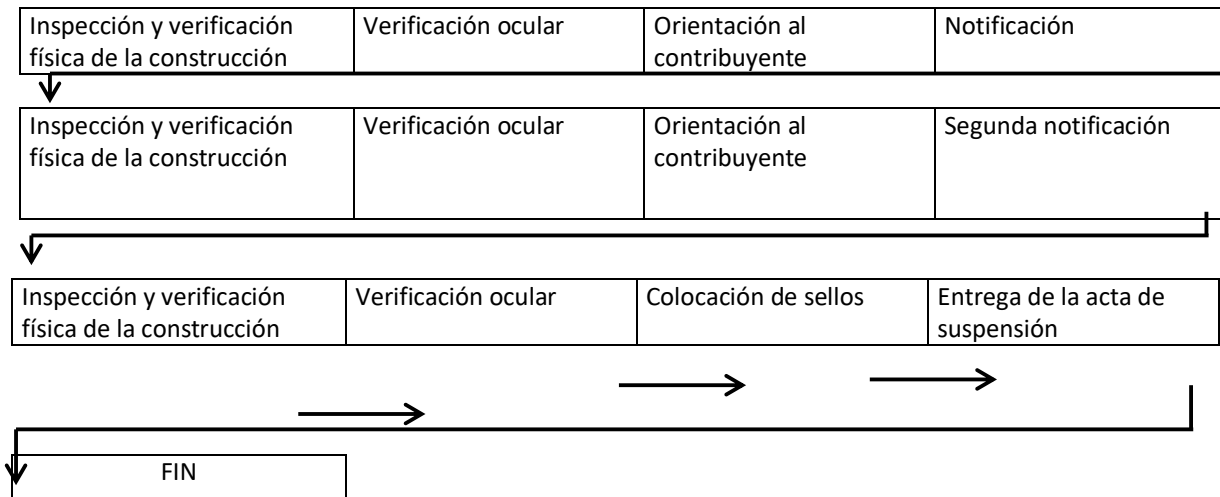 Inspección y verificación
física de la construcción
Verificación ocular
Orientación al
contribuyente
Notificación
Inspección y verificación
física de la construcción
Verificación ocular
Orientación al
contribuyente
Segunda notificación
Inspección y verificación
física de la construcción
Verificación ocular
Colocación de sellos
Entrega de la acta de
suspensión
FIN